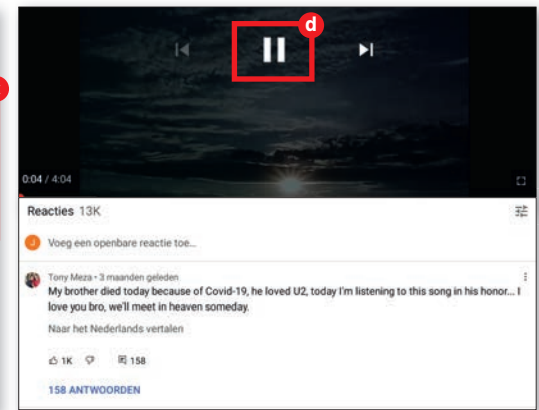 d
0:04 / 4:04
Reacties 13K
J
Voeg een openbare reactie toe...
Tony Meza • 3 maanden geleden
My brother died today because of Covid-19, he loved U2, today I'm listening to this song in his honor... I
love you bro, we'll meet in heaven someday.
Naar het Nederlands vertalen
1K 158
158 ANTWOORDEN